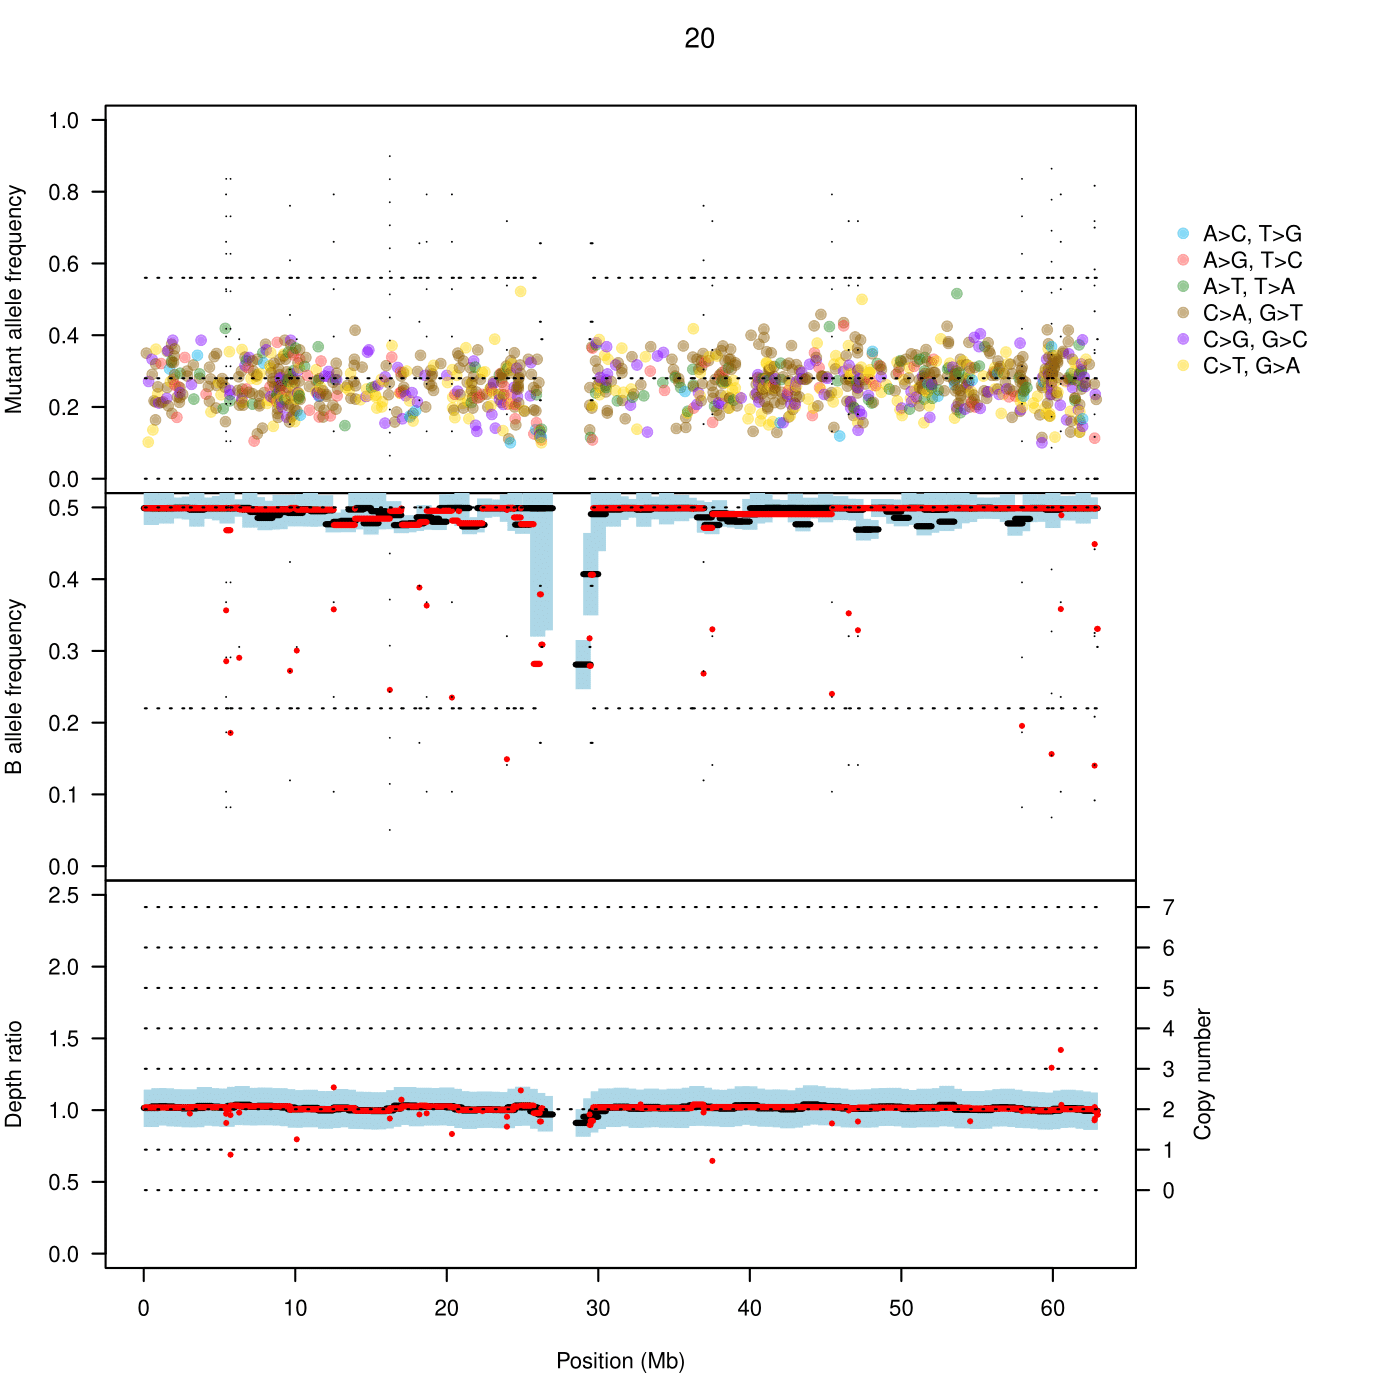 20
Mutant allele frequency
1.0
0.8
0.6
0.4
0.2
0.0
A>C, T>G
A>G, T>C
A>T, T>A
C>A, G>T
C>G, G>C
C>T, G>A
B allele frequency
0.5
0.4
0.3
0.2
0.1
0.0
Depth ratio
2.5
2.0
1.5
1.0
0.5
0.0
7
6
5
4
3
2
1
0
Copy number
0 10 20 30 40 50 60
Position (Mb)